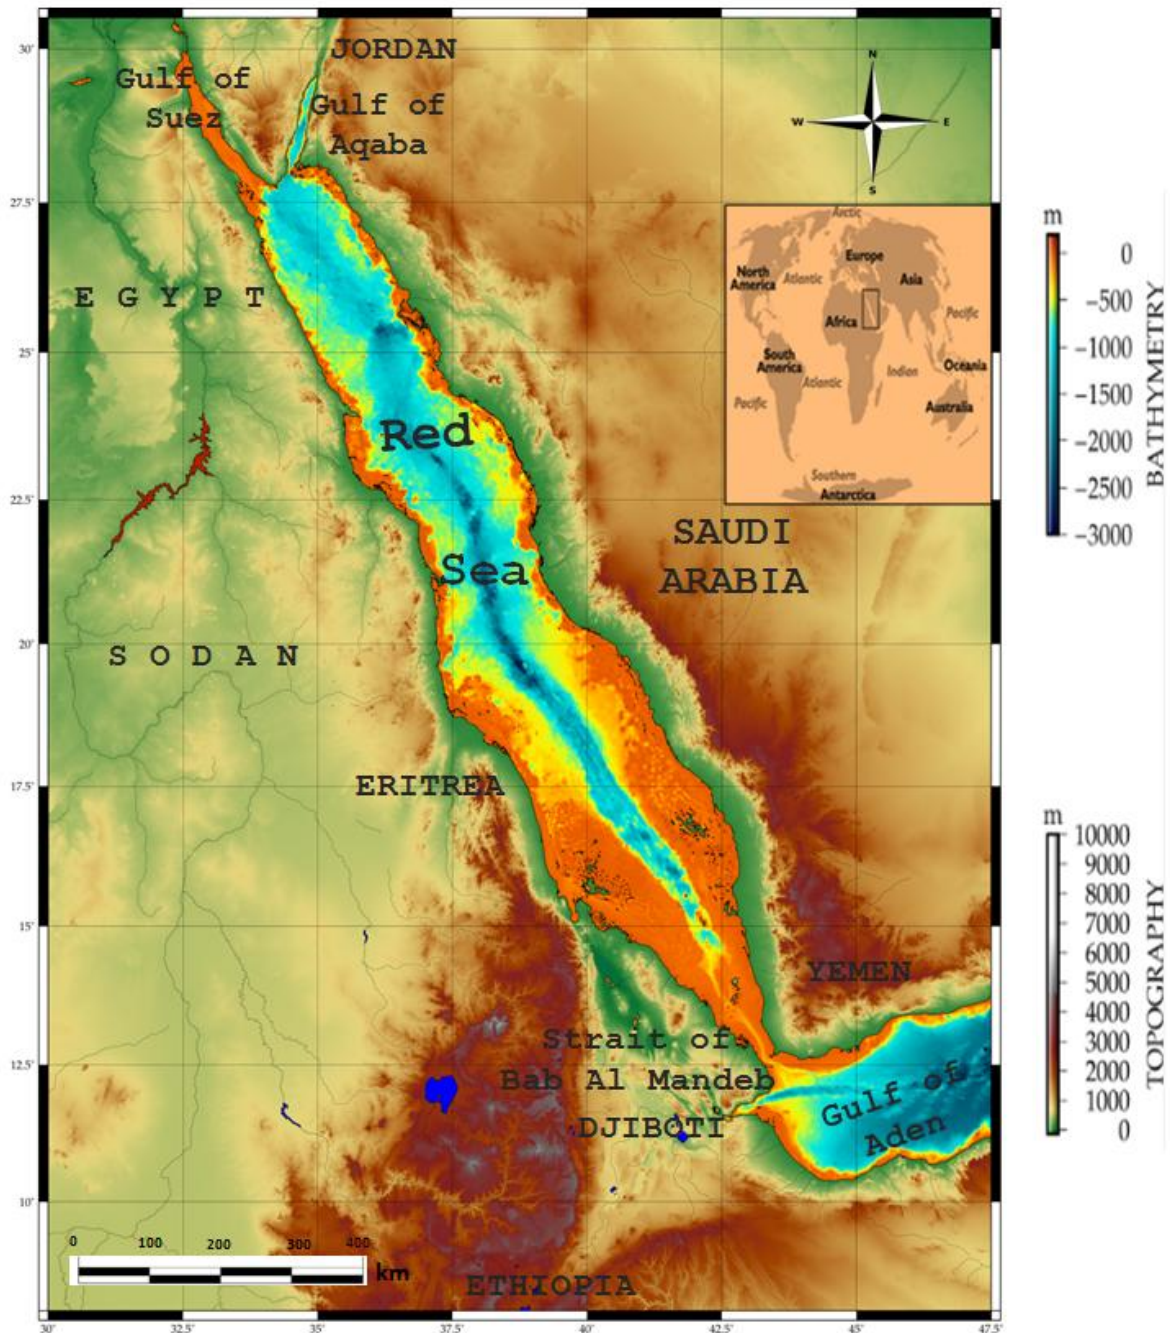 30'
JORDAN
Gulf of
Suez
Gulf of
Aqaba
N
W
E
S
27.5'
EGYPT
25'
Red
22.5'
Sea
SAUDI
ARABIA
20'
SODAN
ERITREA
17.5'
15'
YEMEN
12.5'
Strait of
Bab Al Mandeb
DJIBOTI
Gulf of
Aden
10'
0 100 200 300 400
km
ETHIOPIA
30' 32.5' 35' 37.5' 40' 42.5' 45' 47.5'
Arctic
Europe
North
America
Atlantic
Asia
Africa
Pacific
South
America
Indian
Oceania
Atlantic
Pacific
Australia
Southern
Antarctica
m
0
−500
−1000
−1500
−2000
−2500
−3000
BATHYMETRY
m
10000
9000
8000
7000
6000
5000
4000
3000
2000
1000
0
TOPOGRAPHY